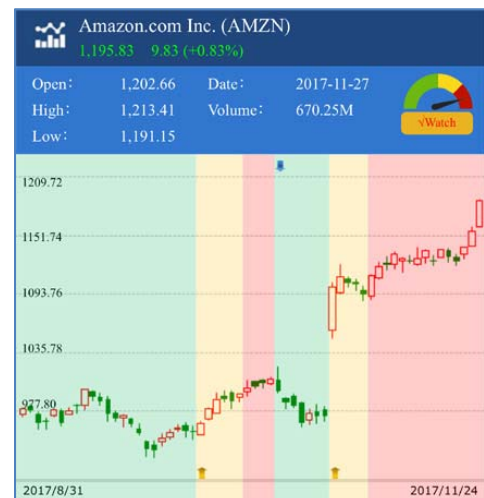 Amazon.com Inc. (AMZN)
1,195.83 9.83 (+0.83%)
Open: 1,202.66 Date: 2017-11-27
High: 1,213.41 Volume: 670.25M
Low: 1,191.15
√Watch
1209.72
1151.74
1093.76
1035.78
977.80
2017/8/31 2017/11/24